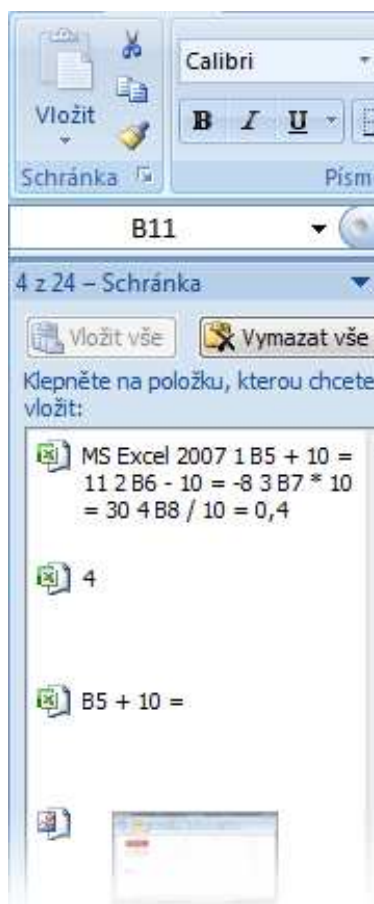 Calibri
Vložit
B I U
Schránka
Písm
B11
4 z 24 – Schránka
Vložit vše
Vymazat vše
Klepněte na položku, kterou chcete
vložit:
MS Excel 2007 1 B5 + 10 =
11 2 B6 - 10 = -8 3 B7 * 10
= 30 4 B8 / 10 = 0,4
4
B5 + 10 =